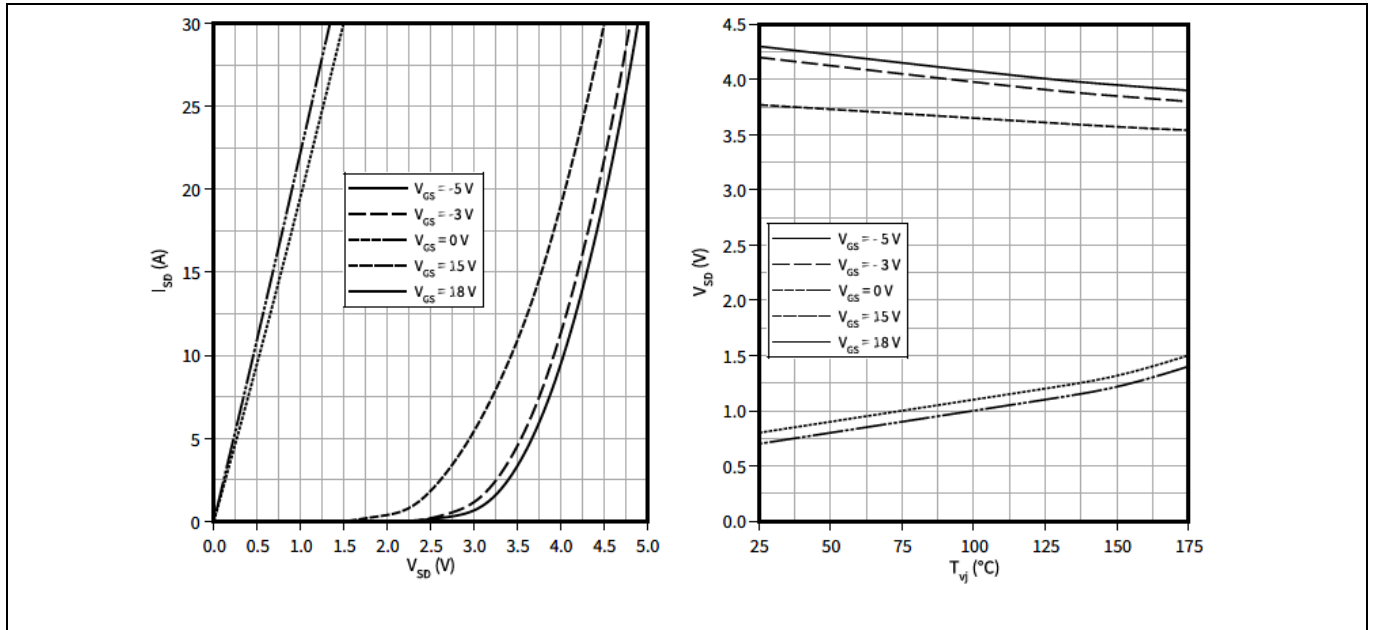 30
25
20
15
10
5
0
I_SD (A)
V_GS = -5 V
V_GS = -3 V
V_GS = 0 V
V_GS = 15 V
V_GS = 18 V
0.0 0.5 1.0 1.5 2.0 2.5 3.0 3.5 4.0 4.5 5.0
V_SD (V)
4.5
4.0
3.5
3.0
2.5
2.0
1.5
1.0
0.5
0.0
V_SD (V)
V_GS = -5 V
V_GS = -3 V
V_GS = 0 V
V_GS = 15 V
V_GS = 18 V
25 50 75 100 125 150 175
T_vj (°C)